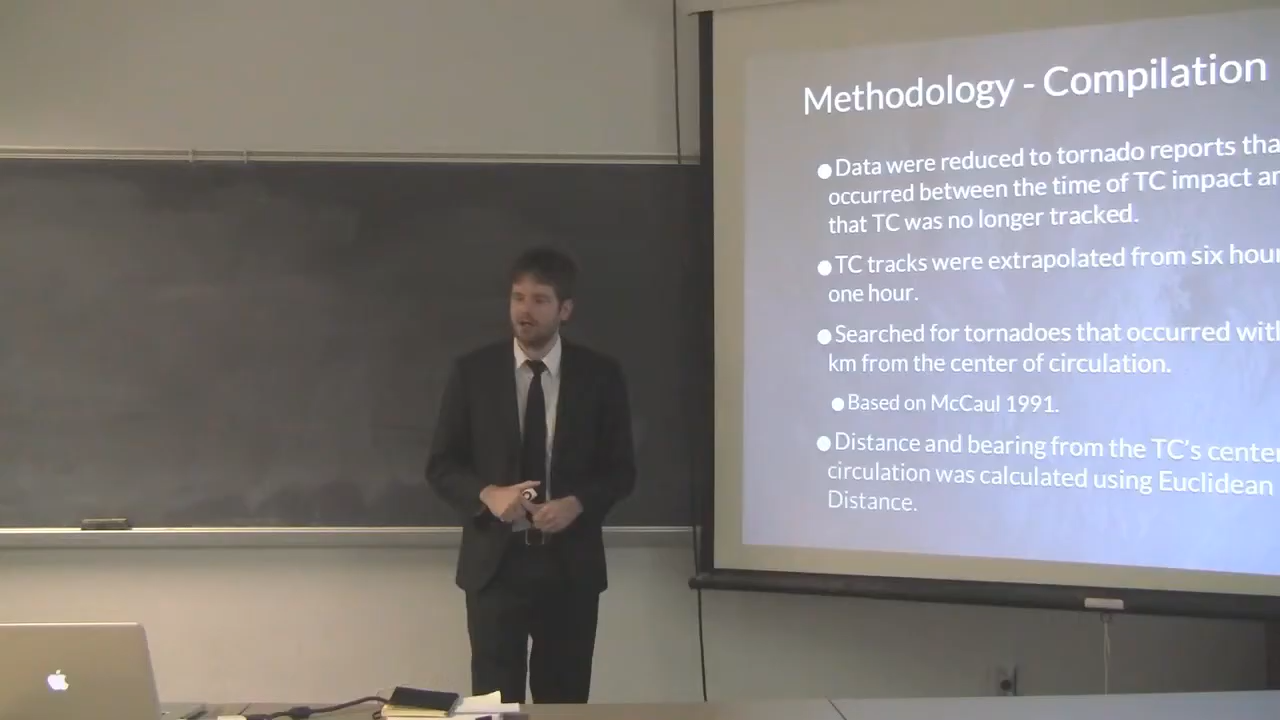 Methodology - Compilation
●Data were reduced to tornado reports
occurred between the time of TC impact
that TC was no longer tracked.
●TC tracks were extrapolated from six
one hour.
●Searched for tornadoes that occurred
km from the center of circulation.
●Based on McCaul 1991.
●Distance and bearing from the TC's center
circulation was calculated using Euclidean
Distance.